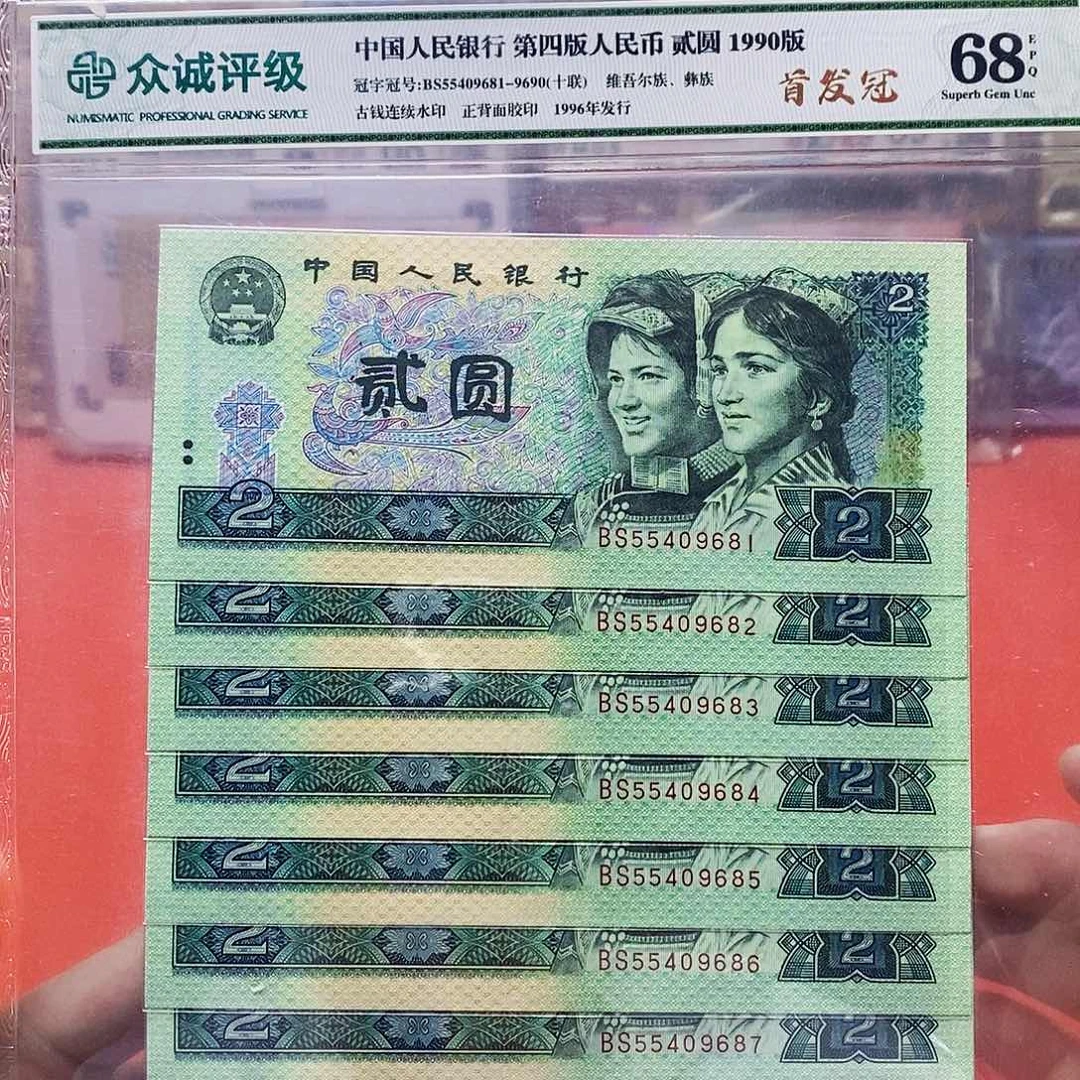 众诚评级
NUMISMATIC PROFESSIONAL GRADING SERVICE
中国人民银行 第四版人民币 贰圆 1990版
冠字冠号:BS55409681-9690(十联) 维吾尔族、彝族
古钱连续水印 正背面胶印 1996年发行
首发冠
68 EPQ
Superb Gem Unc
中国人民银行
2
贰圆
2
BS55409681
2
2
BS55409682
2
2
BS55409683
2
2
BS55409684
2
2
BS55409685
2
2
BS55409686
2
2
BS55409687
2